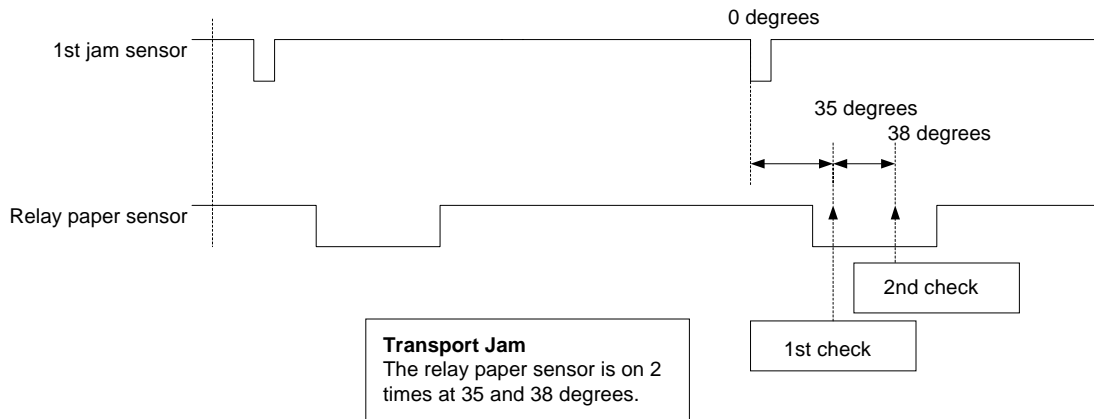 0 degrees
1st jam sensor
35 degrees
38 degrees
Relay paper sensor
2nd check
1st check
Transport Jam
The relay paper sensor is on 2
times at 35 and 38 degrees.